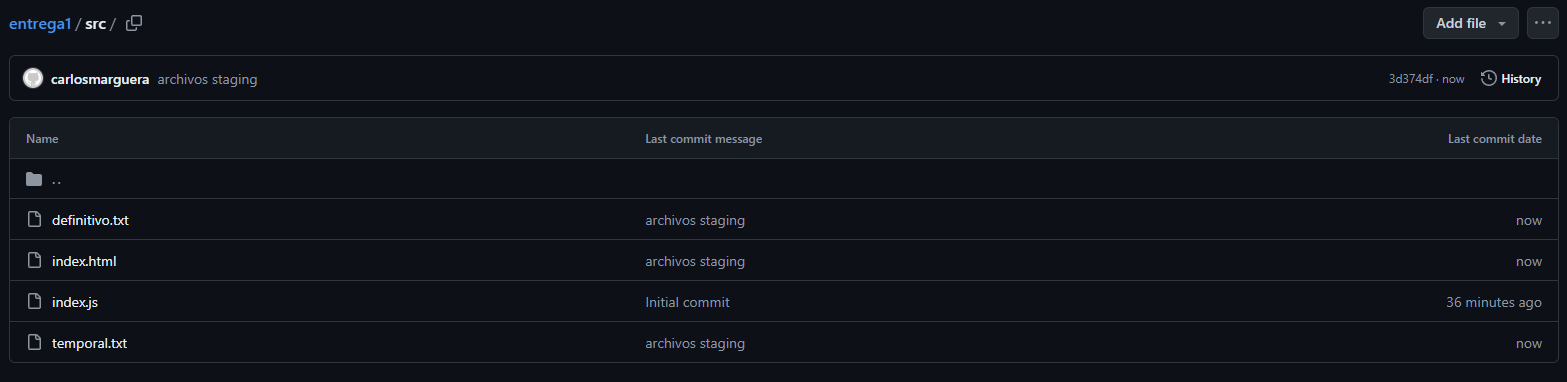 entrega1 / src /
Add file
carlosmarguera archivos staging
3d374df · now
History
Name Last commit message Last commit date
..
definitivo.txt archivos staging now
index.html archivos staging now
index.js Initial commit 36 minutes ago
temporal.txt archivos staging now